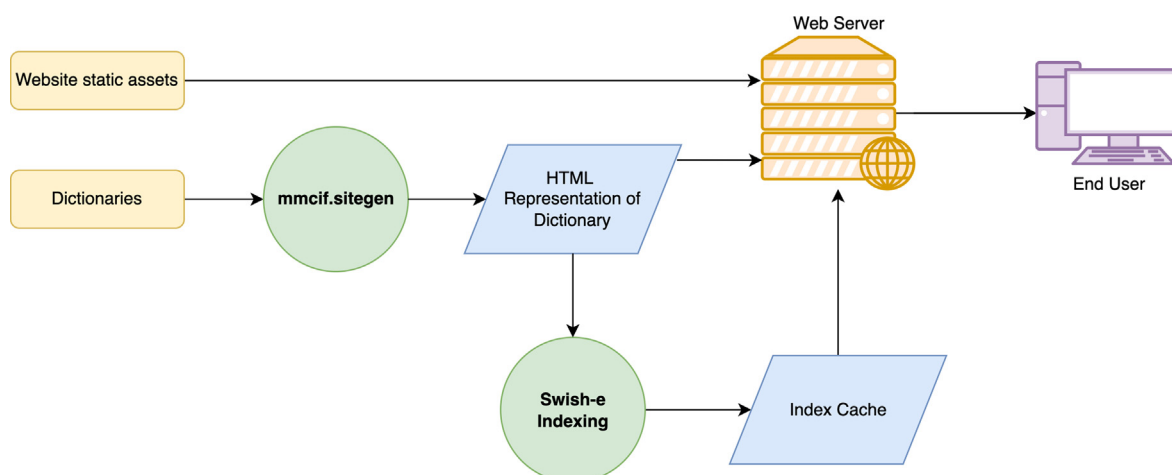 Web Server
Website static assets
Dictionaries
mmcif.sitegen
HTML
Representation of
Dictionary
End User
Swish-e
Indexing
Index Cache